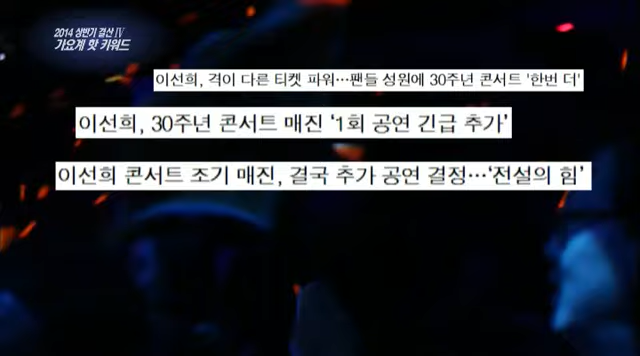 2014 상반기 결산 Ⅳ
가요계 핫 키워드
이선희, 격이 다른 티켓 파워…팬들 성원에 30주년 콘서트 '한번 더'
이선희, 30주년 콘서트 매진 ‘1회 공연 긴급 추가’
이선희 콘서트 조기 매진, 결국 추가 공연 결정…‘전설의 힘’